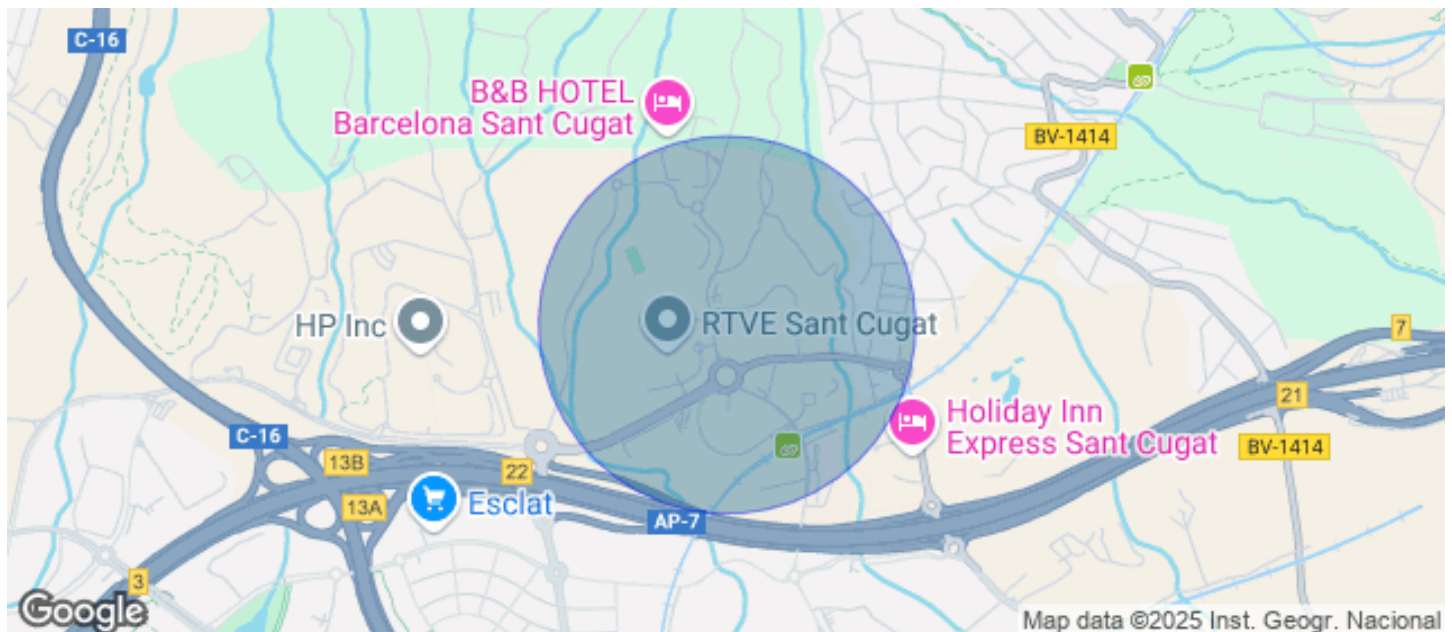 C-16
B&B HOTEL
Barcelona Sant Cugat
BV-1414
HP Inc
RTVE Sant Cugat
7
21
Holiday Inn
Express Sant Cugat
BV-1414
C-16
13B
22
13A
Esclat
AP-7
3
Google
Map data ©2025 Inst. Geogr. Nacional